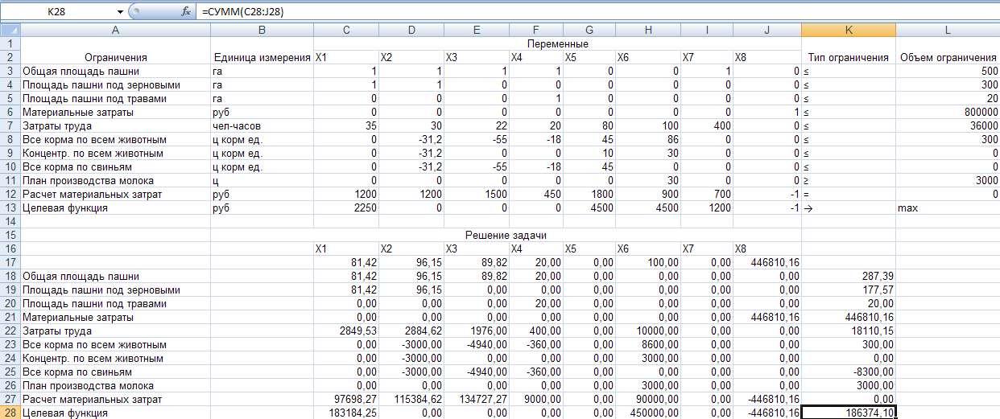 K28 fx =СУММ(C28:J28)
A B C D E F G H I J K L
1 Переменные
2 Ограничения Единица измерения X1 X2 X3 X4 X5 X6 X7 X8 Тип ограничения Объем ограничения
3 Общая площадь пашни га 1 1 1 1 0 0 1 0 ≤ 500
4 Площадь пашни под зерновыми га 1 1 0 0 0 0 0 0 ≤ 300
5 Площадь пашни под травами га 0 0 0 1 0 0 0 0 ≤ 20
6 Материальные затраты руб 0 0 0 0 0 0 0 1 ≤ 800000
7 Затраты труда чел-часов 35 30 22 20 80 100 400 0 ≤ 36000
8 Все корма по всем животным ц корм ед. 0 -31,2 -55 -18 45 86 0 0 ≤ 300
9 Концентр. по всем животным ц корм ед. 0 -31,2 0 0 10 30 0 0 ≤ 0
10 Все корма по свиньям ц корм ед. 0 -31,2 -55 -18 45 0 0 0 ≤ 0
11 План производства молока ц 0 0 0 0 0 30 0 0 ≥ 3000
12 Расчет материальных затрат руб 1200 1200 1500 450 1800 900 700 -1 = 0
13 Целевая функция руб 2250 0 0 0 4500 4500 1200 -1 → max
14
15 Решение задачи
16 X1 X2 X3 X4 X5 X6 X7 X8
17 81,42 96,15 89,82 20,00 0,00 100,00 0,00 446810,16
18 Общая площадь пашни 81,42 96,15 89,82 20,00 0,00 0,00 0,00 0,00 287,39
19 Площадь пашни под зерновыми 81,42 96,15 0,00 0,00 0,00 0,00 0,00 0,00 177,57
20 Площадь пашни под травами 0,00 0,00 0,00 20,00 0,00 0,00 0,00 0,00 20,00
21 Материальные затраты 0,00 0,00 0,00 0,00 0,00 0,00 0,00 446810,16 446810,16
22 Затраты труда 2849,53 2884,62 1976,00 400,00 0,00 10000,00 0,00 0,00 18110,15
23 Все корма по всем животным 0,00 -3000,00 -4940,00 -360,00 0,00 8600,00 0,00 0,00 300,00
24 Концентр. по всем животным 0,00 -3000,00 0,00 0,00 0,00 3000,00 0,00 0,00 0,00
25 Все корма по свиньям 0,00 -3000,00 -4940,00 -360,00 0,00 0,00 0,00 0,00 -8300,00
26 План производства молока 0,00 0,00 0,00 0,00 0,00 3000,00 0,00 0,00 3000,00
27 Расчет материальных затрат 97698,27 115384,62 134727,27 9000,00 0,00 90000,00 0,00 -446810,16 0,00
28 Целевая функция 183184,25 0,00 0,00 0,00 0,00 450000,00 0,00 -446810,16 186374,10